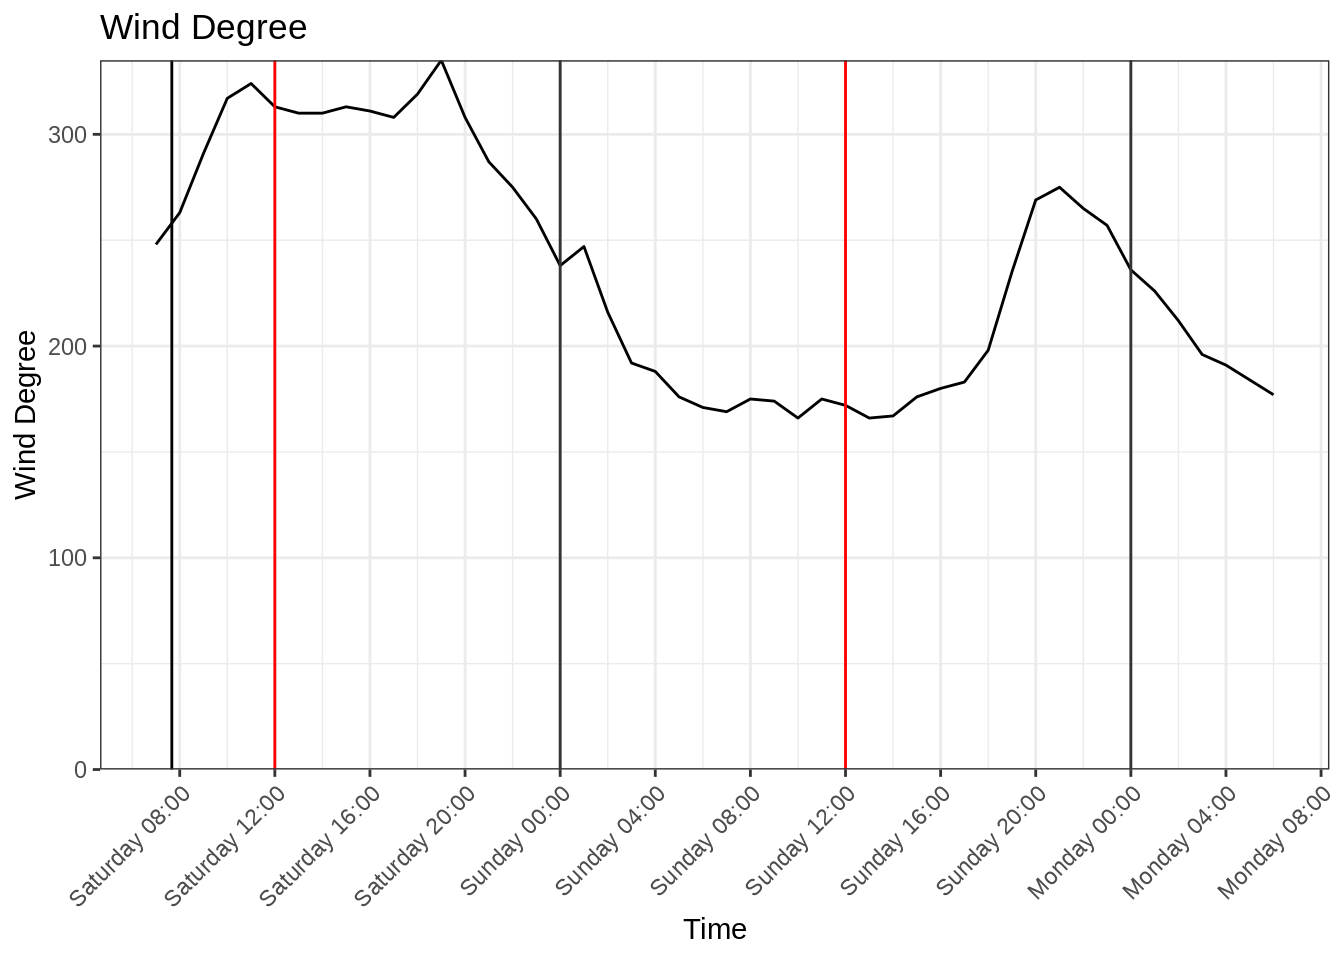 Wind Degree
Wind Degree
300
200
100
0
Saturday 08:00
Saturday 12:00
Saturday 16:00
Saturday 20:00
Sunday 00:00
Sunday 04:00
Sunday 08:00
Sunday 12:00
Sunday 16:00
Sunday 20:00
Monday 00:00
Monday 04:00
Monday 08:00
Time